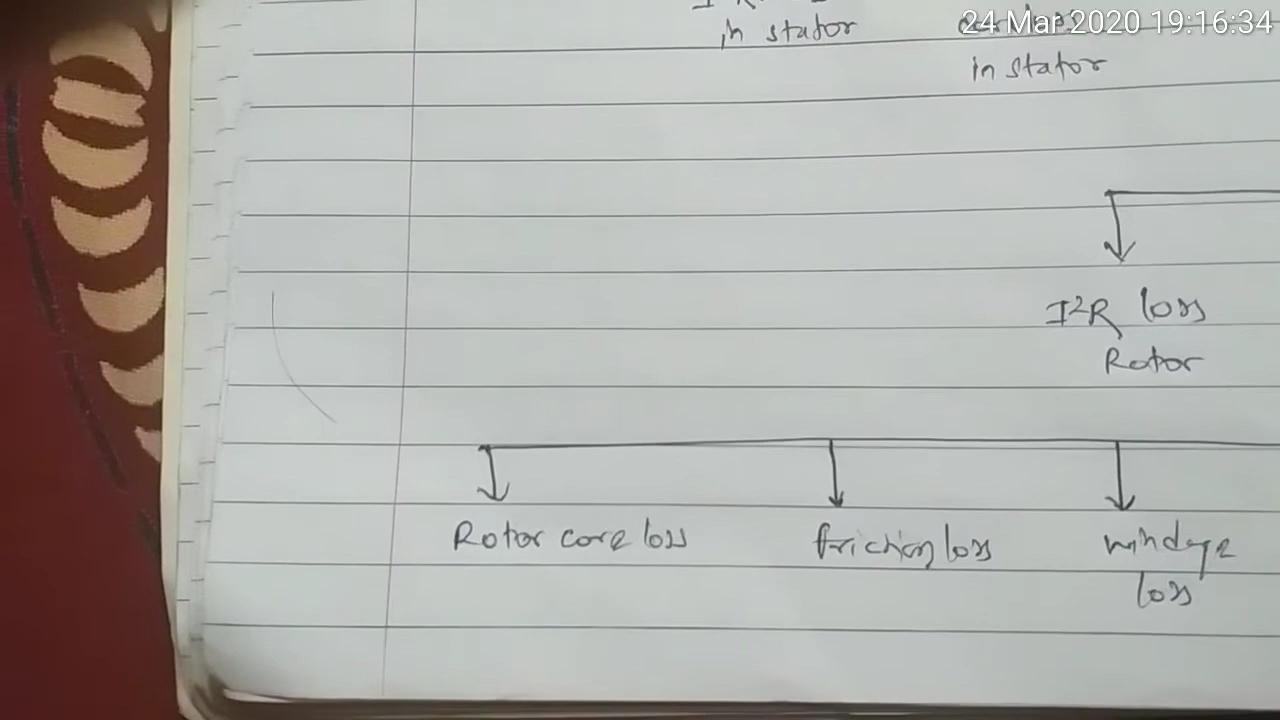 24 Mar 2020 19:16:34
in stator
in stator
I²R loss
Rotor
Rotor core loss
friction loss
windage
loss